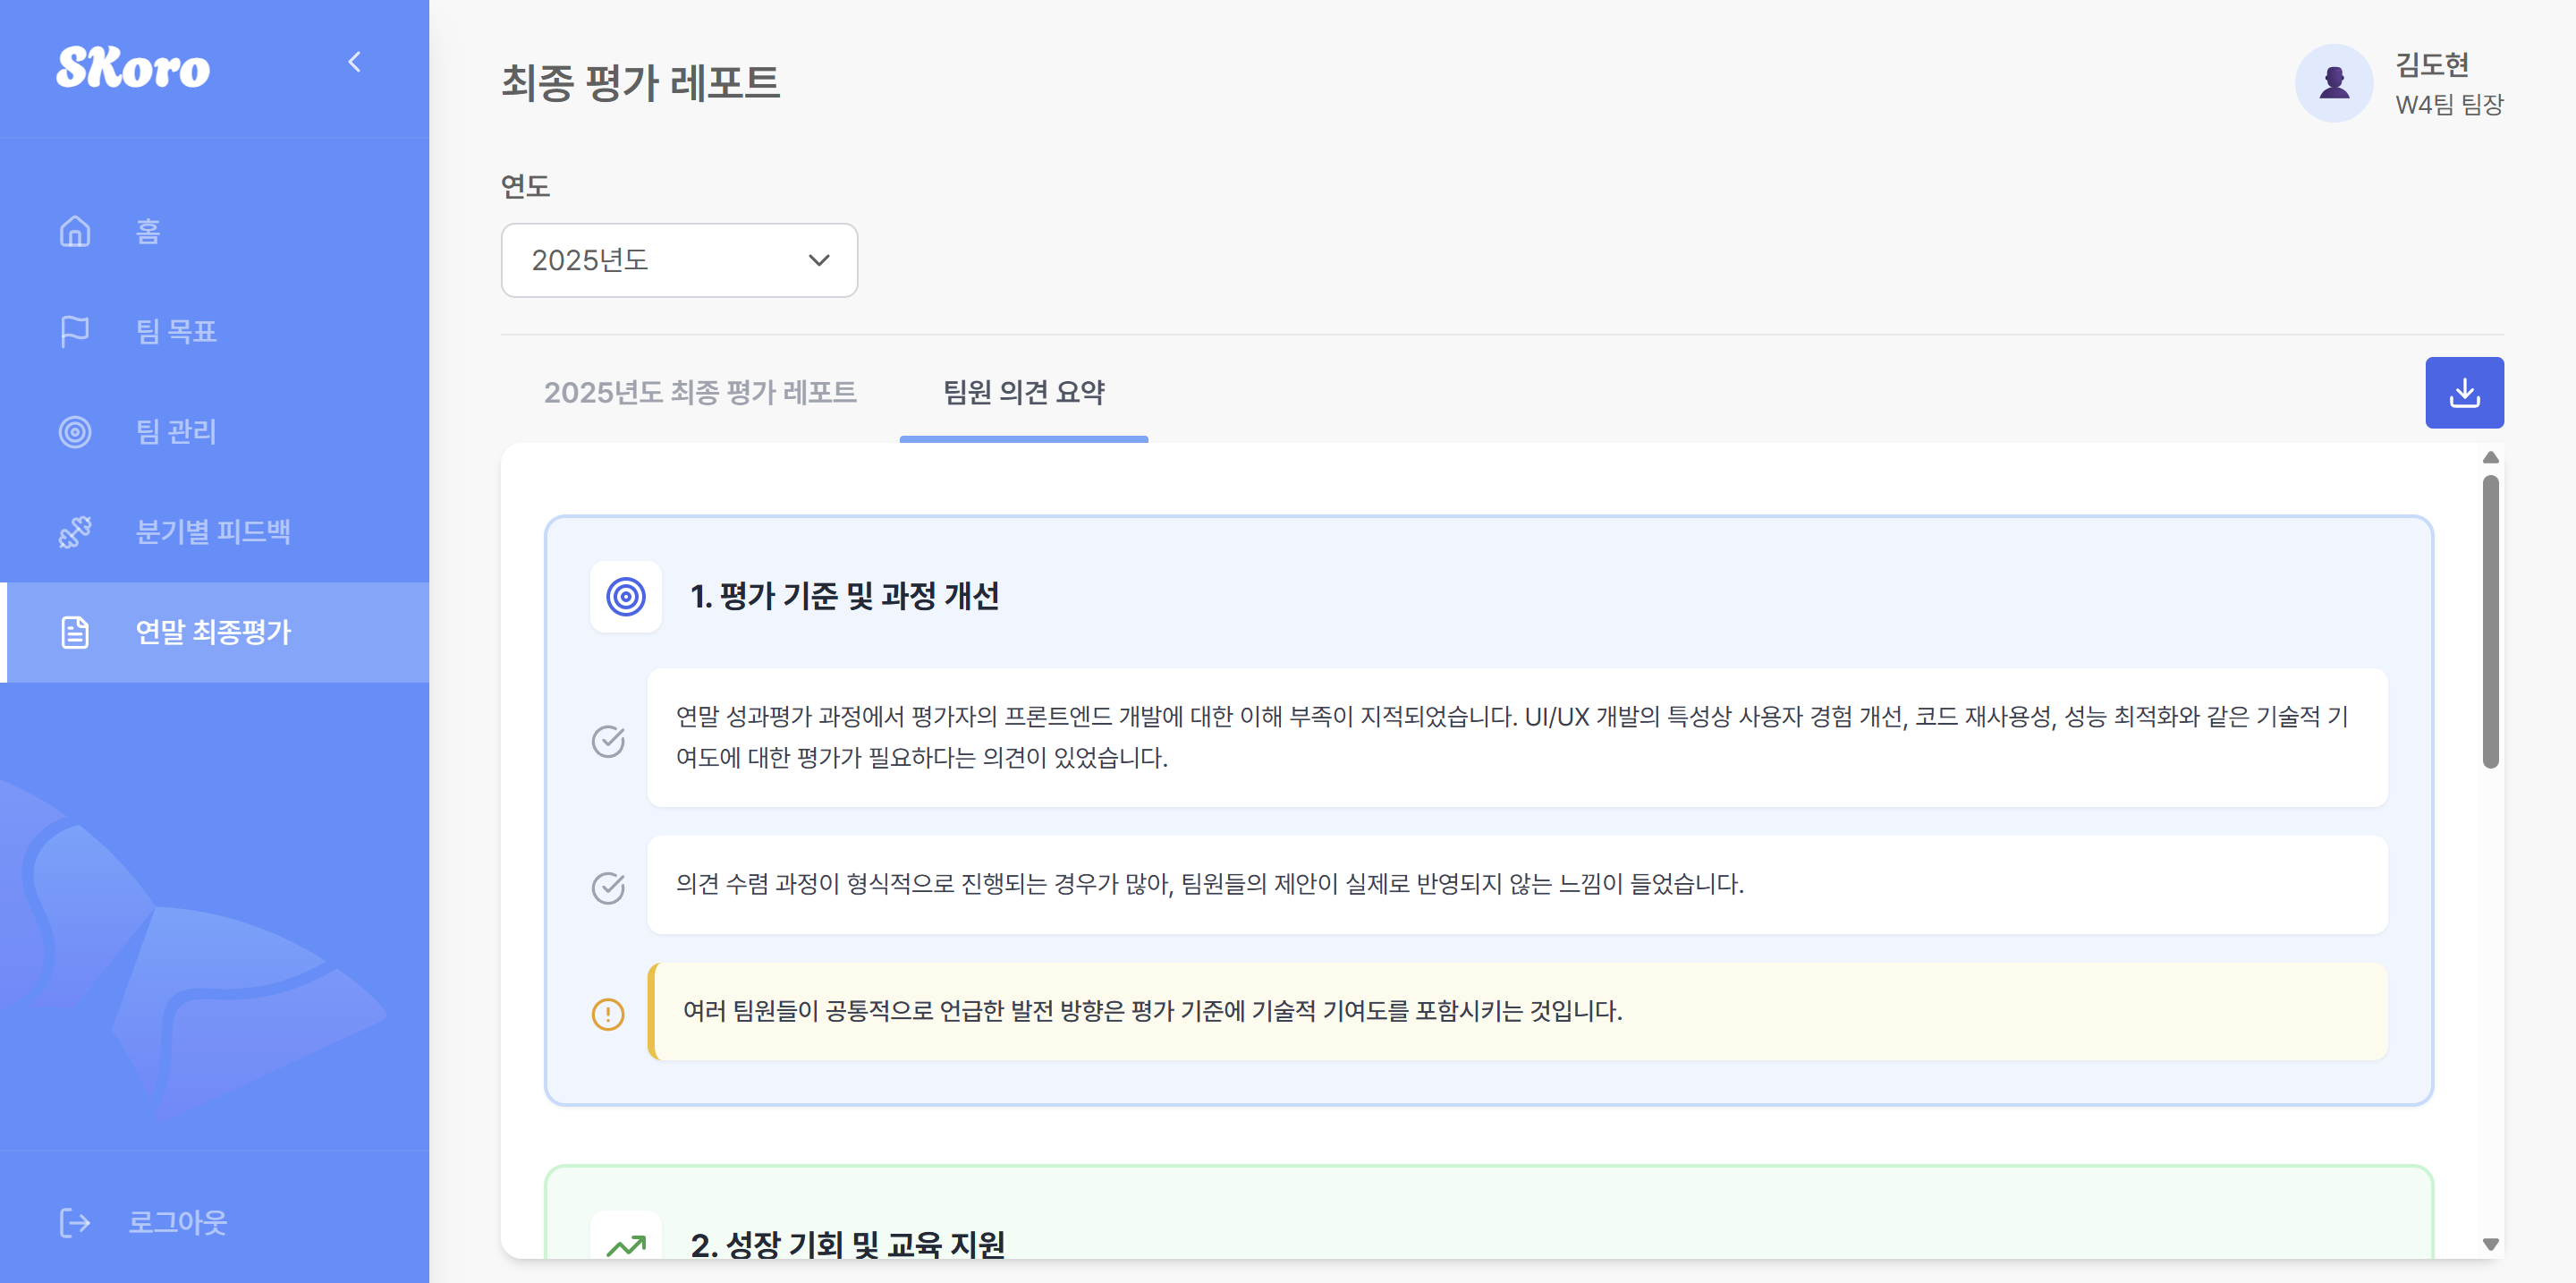 SKoro
홈
팀 목표
팀 관리
분기별 피드백
연말 최종평가
로그아웃
최종 평가 레포트
김도현
W4팀 팀장
연도
2025년도
2025년도 최종 평가 레포트
팀원 의견 요약
1. 평가 기준 및 과정 개선
연말 성과평가 과정에서 평가자의 프론트엔드 개발에 대한 이해 부족이 지적되었습니다. UI/UX 개발의 특성상 사용자 경험 개선, 코드 재사용성, 성능 최적화와 같은 기술적 기
여도에 대한 평가가 필요하다는 의견이 있었습니다.
의견 수렴 과정이 형식적으로 진행되는 경우가 많아, 팀원들의 제안이 실제로 반영되지 않는 느낌이 들었습니다.
여러 팀원들이 공통적으로 언급한 발전 방향은 평가 기준에 기술적 기여도를 포함시키는 것입니다.
2. 성장 기회 및 교육 지원